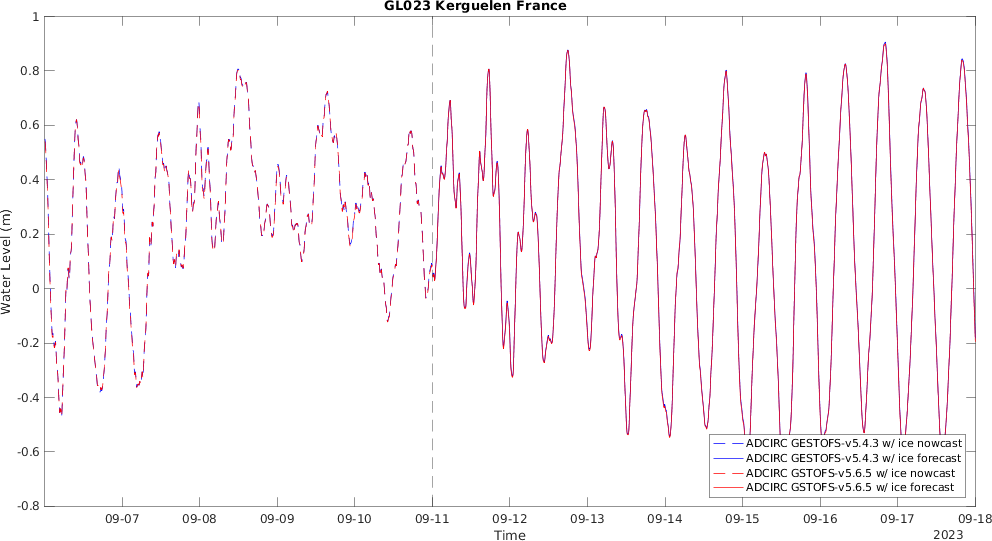 GL023 Kerguelen France
1
0.8
0.6
0.4
0.2
0
-0.2
-0.4
-0.6
-0.8
Water Level (m)
ADCIRC GESTOFS-v5.4.3 w/ ice nowcast
ADCIRC GESTOFS-v5.4.3 w/ ice forecast
ADCIRC GSTOFS-v5.6.5 w/ ice nowcast
ADCIRC GSTOFS-v5.6.5 w/ ice forecast
09-07 09-08 09-09 09-10 09-11 09-12 09-13 09-14 09-15 09-16 09-17 09-18
Time
2023